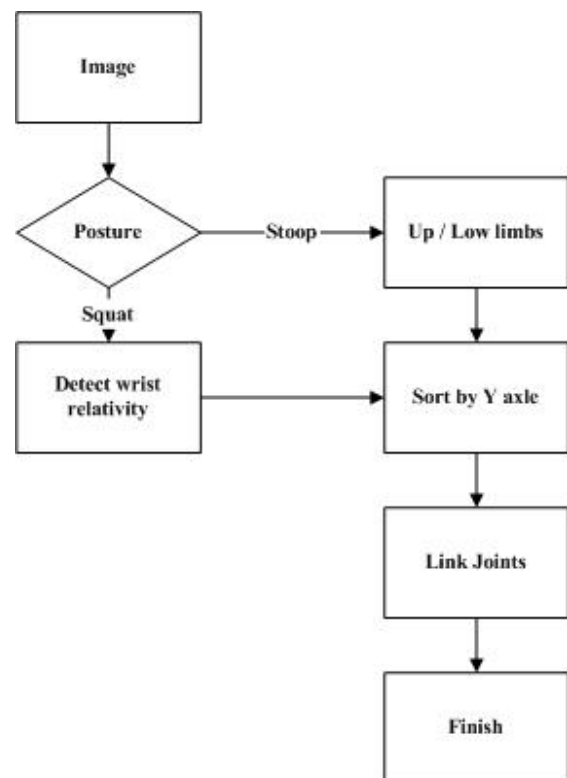 Image
Posture
Stoop
Up / Low limbs
Squat
Detect wrist
relativity
Sort by Y axle
Link Joints
Finish